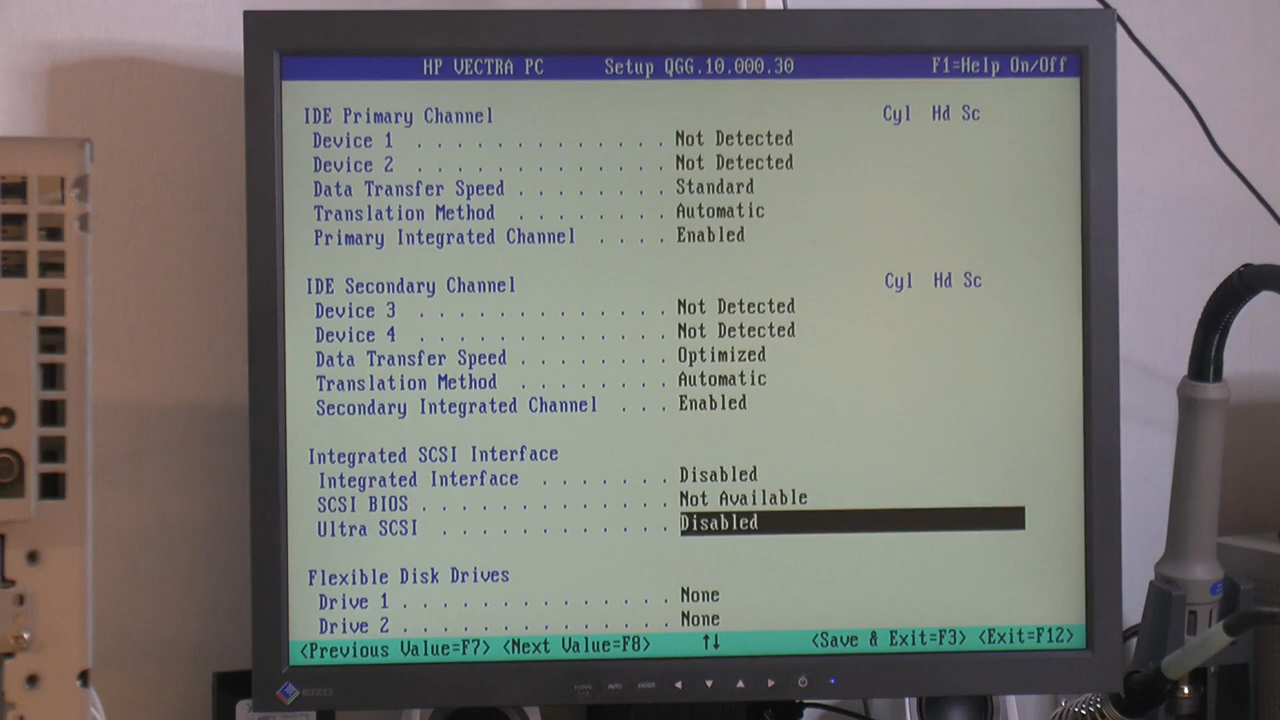 HP VECTRA PC Setup QGG.10.000.30 F1=Help On/Off
IDE Primary Channel Cyl Hd Sc
Device 1 . . . . . . . . . . . . . Not Detected
Device 2 . . . . . . . . . . . . . Not Detected
Data Transfer Speed . . . . . . . . Standard
Translation Method . . . . . . . . Automatic
Primary Integrated Channel . . . . Enabled
IDE Secondary Channel Cyl Hd Sc
Device 3 . . . . . . . . . . . . . Not Detected
Device 4 . . . . . . . . . . . . . Not Detected
Data Transfer Speed . . . . . . . . Optimized
Translation Method . . . . . . . . Automatic
Secondary Integrated Channel . . . Enabled
Integrated SCSI Interface
Integrated Interface . . . . . . . Disabled
SCSI BIOS . . . . . . . . . . . . . Not Available
Ultra SCSI . . . . . . . . . . . . Disabled
Flexible Disk Drives
Drive 1 . . . . . . . . . . . . . . None
Drive 2 . . . . . . . . . . . . . . None
<Previous Value=F7> <Next Value=F8> ↑↓ <Save & Exit=F3> <Exit=F12>
EIZO
SIGNAL AUTO ENTER